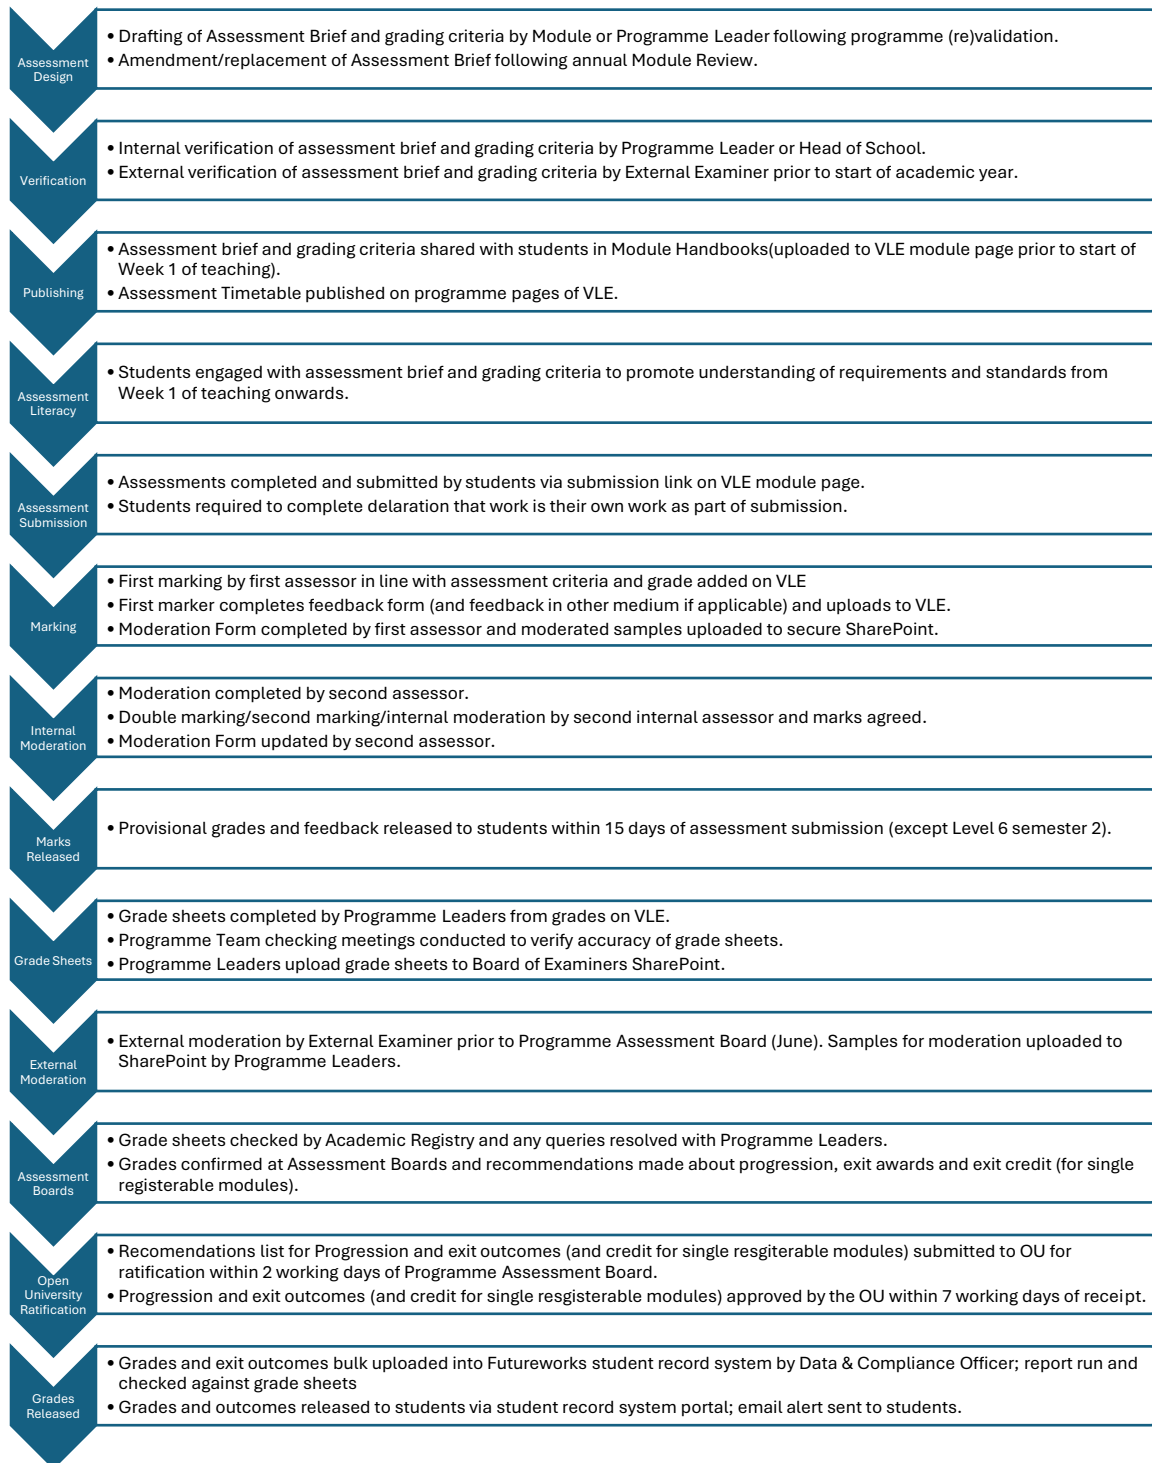 Assessment
Design
• Drafting of Assessment Brief and grading criteria by Module or Programme Leader following programme (re)validation.
• Amendment/replacement of Assessment Brief following annual Module Review.
Verification
• Internal verification of assessment brief and grading criteria by Programme Leader or Head of School.
• External verification of assessment brief and grading criteria by External Examiner prior to start of academic year.
Publishing
• Assessment brief and grading criteria shared with students in Module Handbooks(uploaded to VLE module page prior to start of
Week 1 of teaching).
• Assessment Timetable published on programme pages of VLE.
Assessment
Literacy
• Students engaged with assessment brief and grading criteria to promote understanding of requirements and standards from
Week 1 of teaching onwards.
Assessment
Submission
• Assessments completed and submitted by students via submission link on VLE module page.
• Students required to complete delaration that work is their own work as part of submission.
Marking
• First marking by first assessor in line with assessment criteria and grade added on VLE
• First marker completes feedback form (and feedback in other medium if applicable) and uploads to VLE.
• Moderation Form completed by first assessor and moderated samples uploaded to secure SharePoint.
Internal
Moderation
• Moderation completed by second assessor.
• Double marking/second marking/internal moderation by second internal assessor and marks agreed.
• Moderation Form updated by second assessor.
Marks
Released
• Provisional grades and feedback released to students within 15 days of assessment submission (except Level 6 semester 2).
Grade Sheets
• Grade sheets completed by Programme Leaders from grades on VLE.
• Programme Team checking meetings conducted to verify accuracy of grade sheets.
• Programme Leaders upload grade sheets to Board of Examiners SharePoint.
External
Moderation
• External moderation by External Examiner prior to Programme Assessment Board (June). Samples for moderation uploaded to
SharePoint by Programme Leaders.
Assessment
Boards
• Grade sheets checked by Academic Registry and any queries resolved with Programme Leaders.
• Grades confirmed at Assessment Boards and recommendations made about progression, exit awards and exit credit (for single
registerable modules).
Open
University
Ratification
• Recomendations list for Progression and exit outcomes (and credit for single resgiterable modules) submitted to OU for
ratification within 2 working days of Programme Assessment Board.
• Progression and exit outcomes (and credit for single resgisterable modules) approved by the OU within 7 working days of receipt.
Grades
Released
• Grades and exit outcomes bulk uploaded into Futureworks student record system by Data & Compliance Officer; report run and
checked against grade sheets
• Grades and outcomes released to students via student record system portal; email alert sent to students.